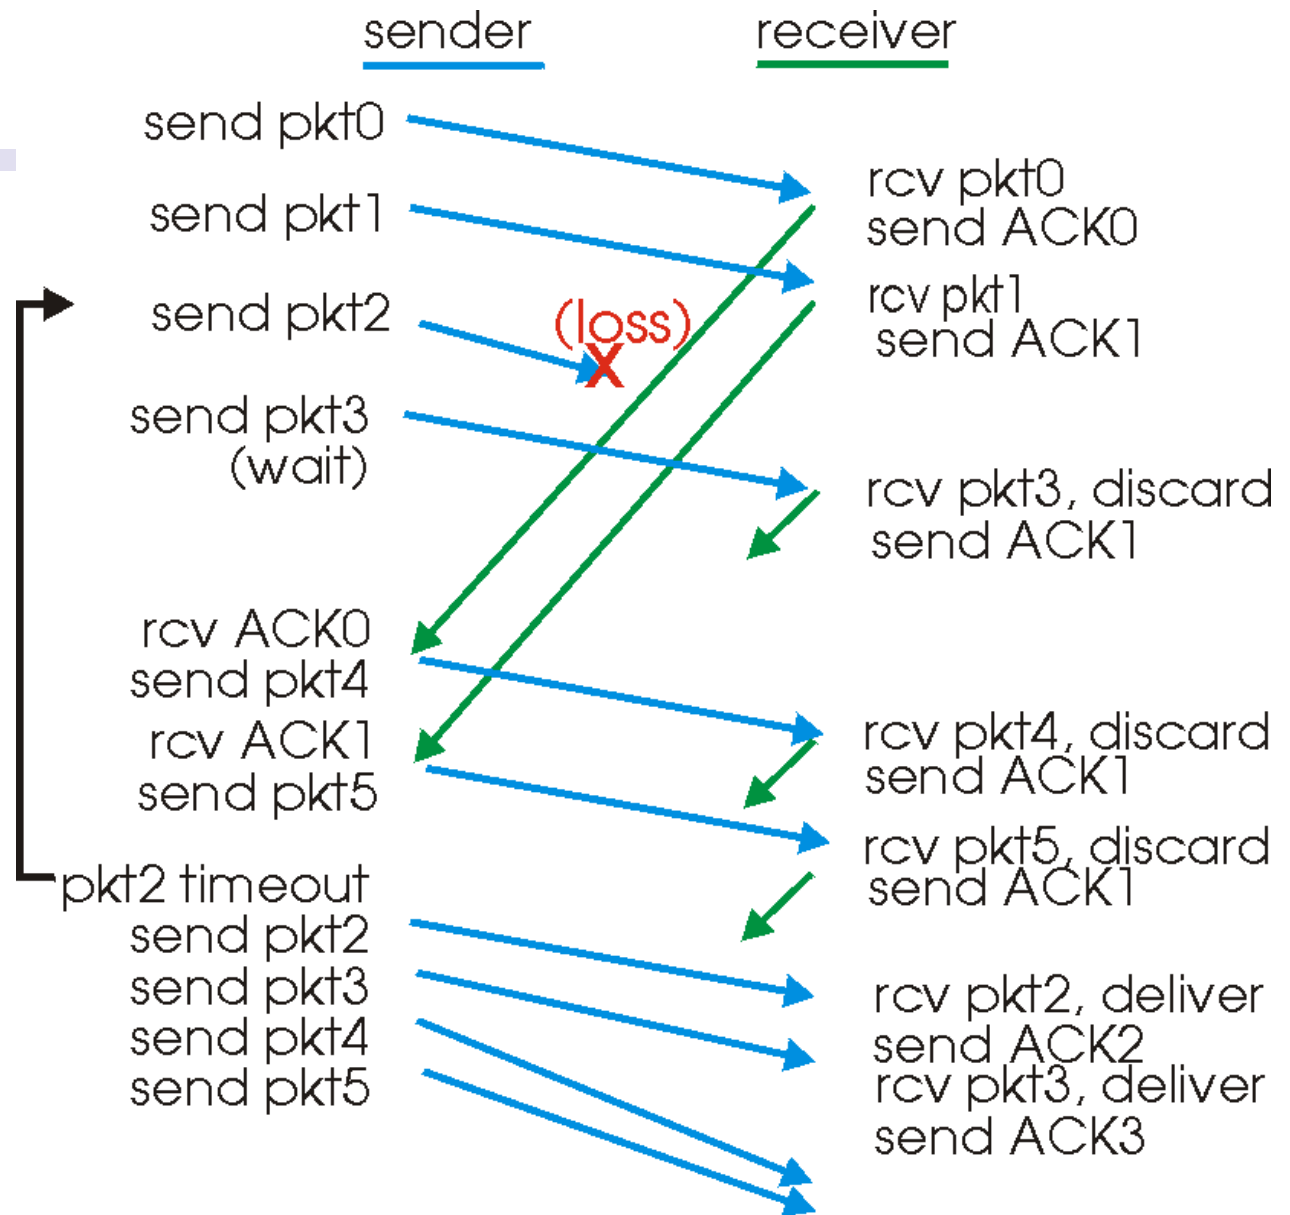 sender
receiver
send pkt0
rcv pkt0
send ACK0
send pkt1
rcv pkt1
send ACK1
send pkt2
(loss)
X
send pkt3
(wait)
rcv pkt3, discard
send ACK1
rcv ACK0
send pkt4
rcv ACK1
send pkt5
rcv pkt4, discard
send ACK1
rcv pkt5, discard
send ACK1
pkt2 timeout
send pkt2
send pkt3
send pkt4
send pkt5
rcv pkt2, deliver
send ACK2
rcv pkt3, deliver
send ACK3